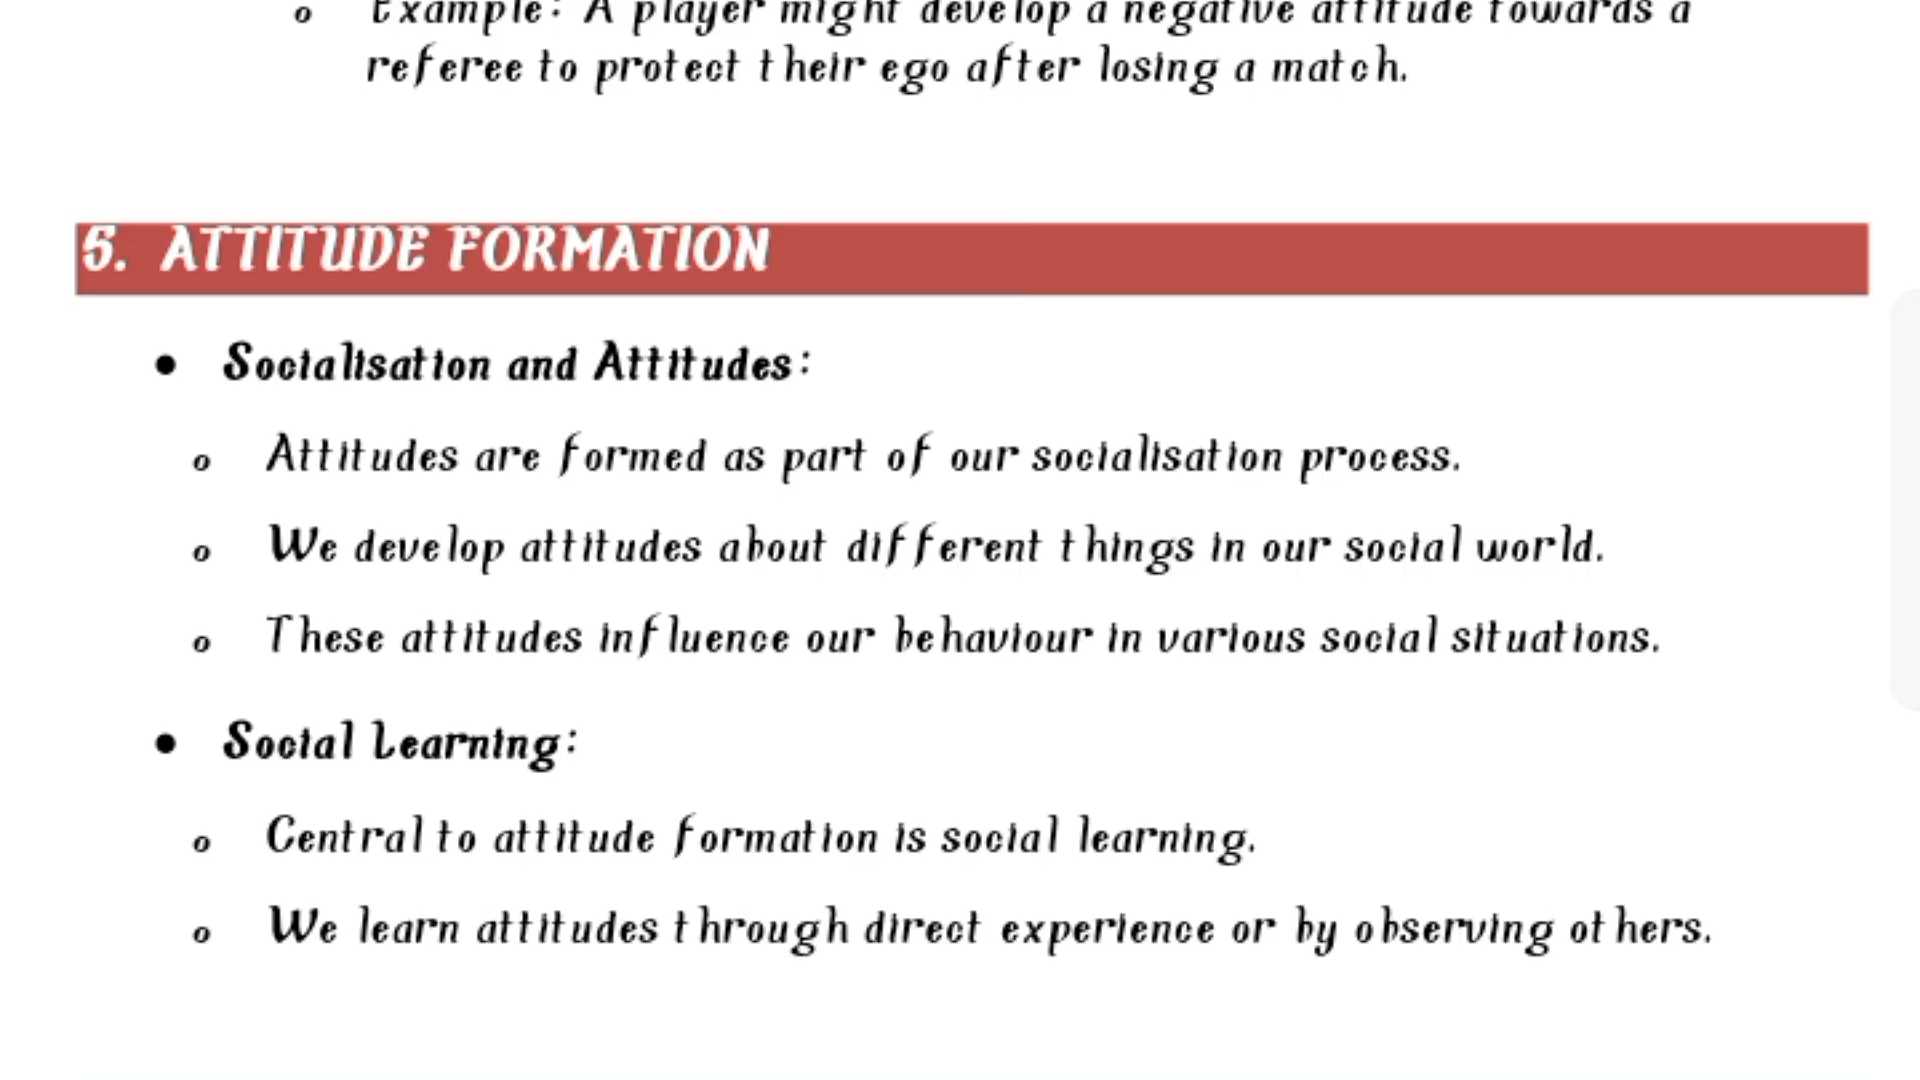 o Example: A player might develop a negative attitude towards a
referee to protect their ego after losing a match.
5. ATTITUDE FORMATION
• Socialisation and Attitudes:
o Attitudes are formed as part of our socialisation process.
o We develop attitudes about different things in our social world.
o These attitudes influence our behaviour in various social situations.
• Social Learning:
o Central to attitude formation is social learning.
o We learn attitudes through direct experience or by observing others.